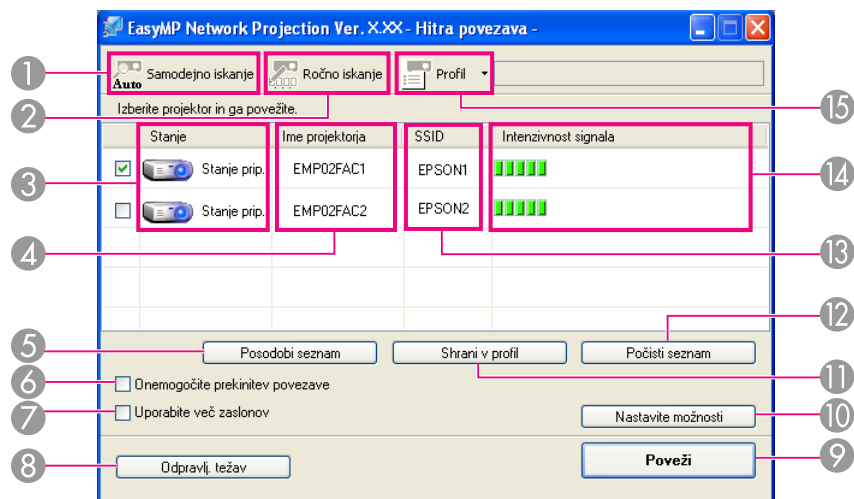 EasyMP Network Projection Ver. X.XX - Hitra povezava -
1 Auto Samodejno iskanje Ročno iskanje Profil
2 Izberite projektor in ga povežite. 15
Stanje Ime projektorja SSID Intenzivnost signala
3 Stanje prip. EMP02FAC1 EPSON1 14
Stanje prip. EMP02FAC2 EPSON2
4 13
12
5 Posodobi seznam Shrani v profil Počisti seznam
6 Onemogočite prekinitev povezave 11
7 Uporabite več zaslonov Nastavite možnosti 10
8 Odpravlj. težav Poveži 9